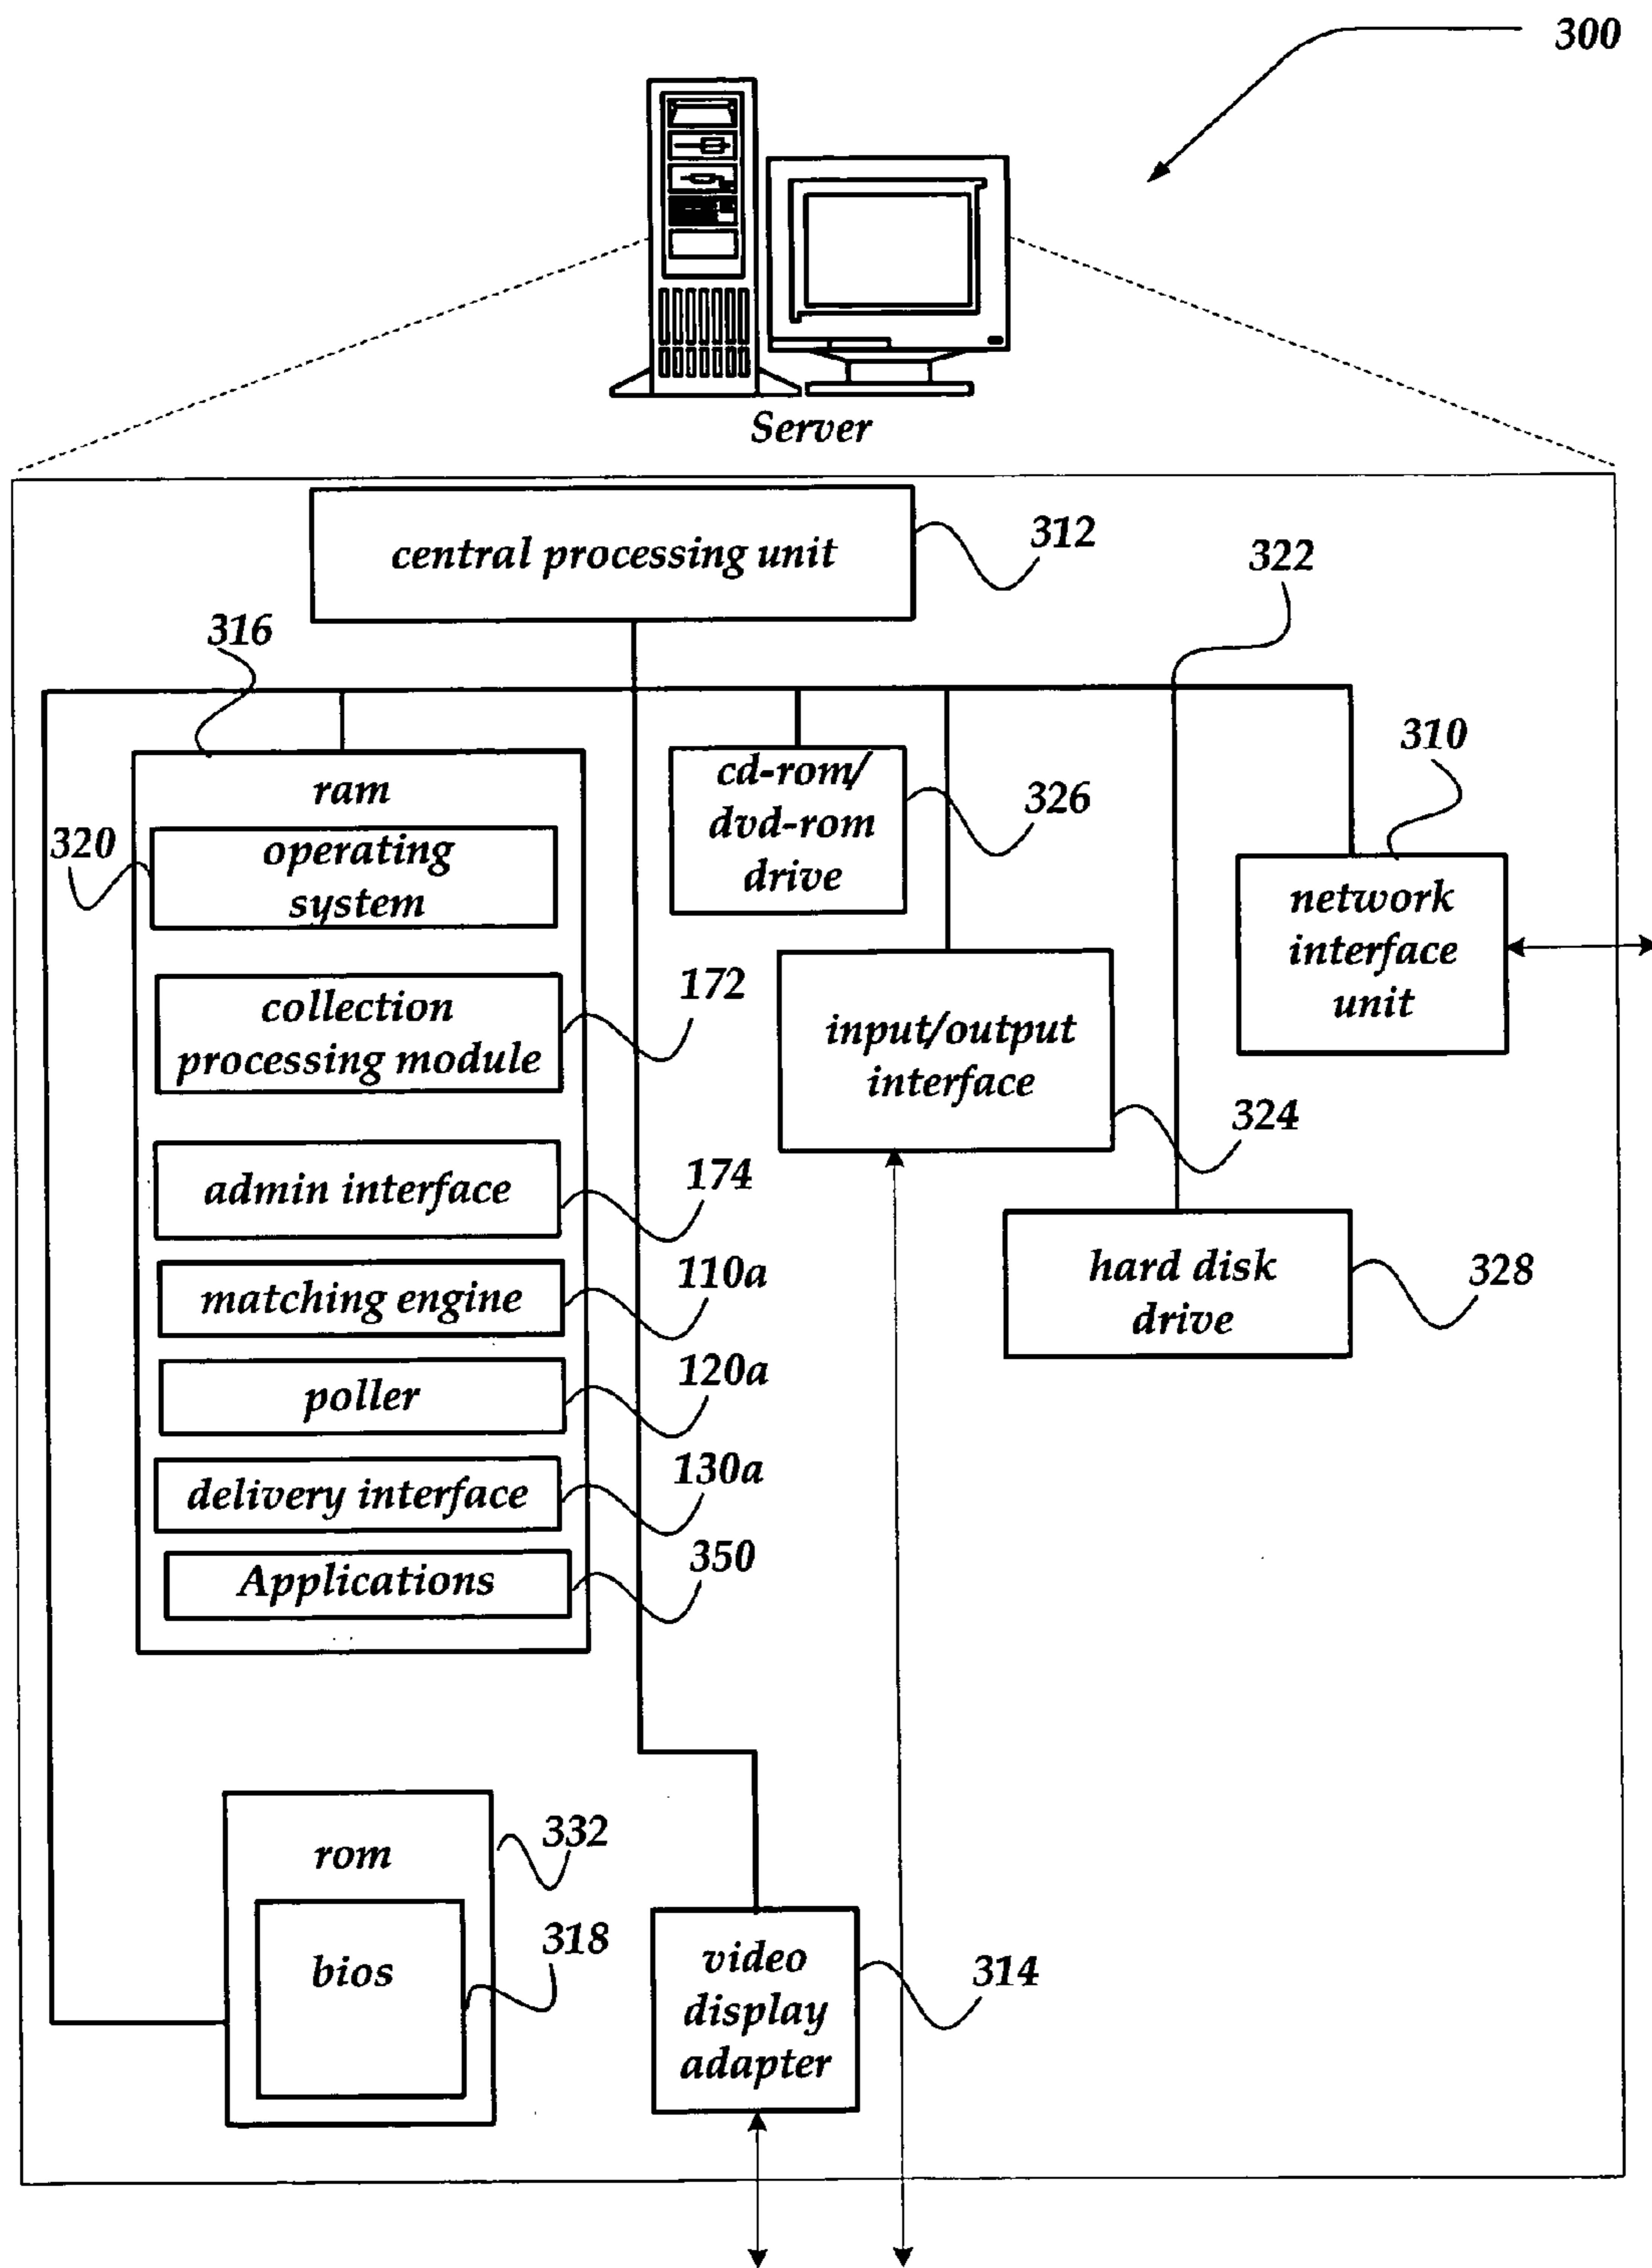 300
Server
central processing unit
312
322
316
310
ram
cd-rom/
dvd-rom
drive
326
320
operating
system
network
interface
unit
collection
processing module
172
input/output
interface
324
admin interface
174
hard disk
drive
328
matching engine
110a
poller
120a
delivery interface
130a
Applications
350
rom
332
bios
318
video
display
adapter
314